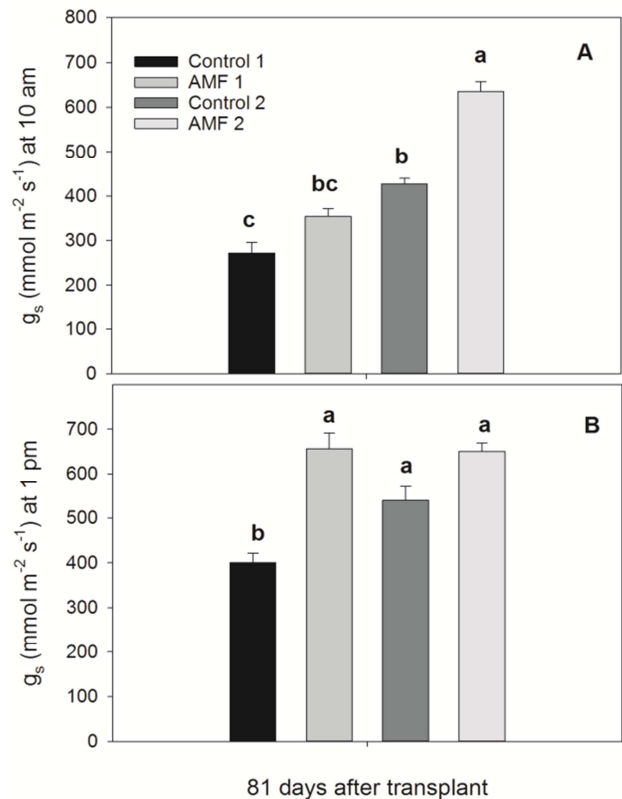 800
700
600
500
400
300
200
100
0
g_s (mmol m⁻² s⁻¹) at 10 am
A
Control 1
AMF 1
Control 2
AMF 2
c
bc
b
a
700
600
500
400
300
200
100
0
g_s (mmol m⁻² s⁻¹) at 1 pm
B
b
a
a
a
81 days after transplant